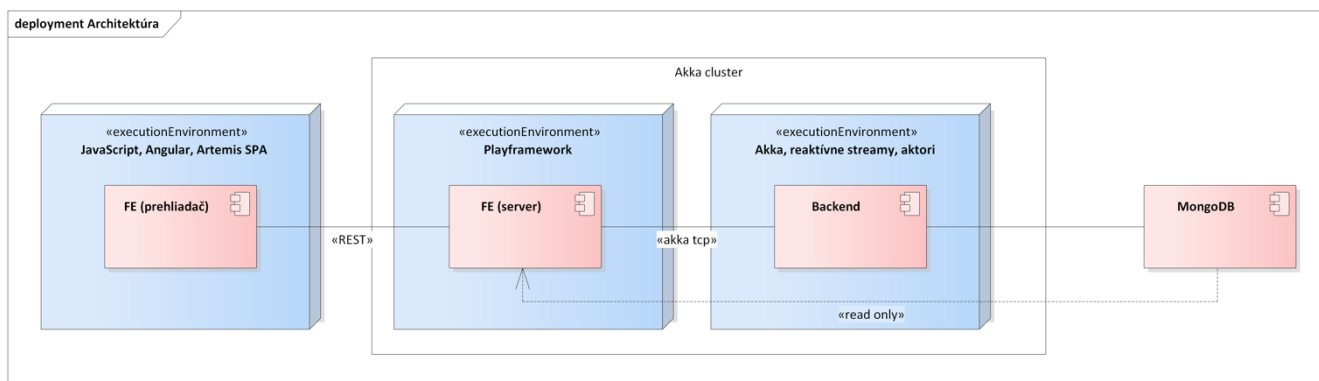 deployment Architektúra
Akka cluster
«executionEnvironment»
JavaScript, Angular, Artemis SPA
«executionEnvironment»
Playframework
«executionEnvironment»
Akka, reaktívne streamy, aktori
FE (prehliadač)
FE (server)
Backend
MongoDB
«REST»
«akka tcp»
«read only»